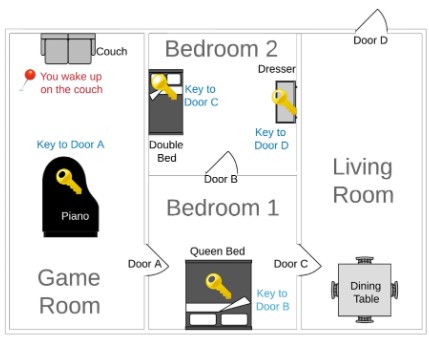 Door D
Couch
You wake up
on the couch
Bedroom 2
Dresser
Key to
Door C
Key to
Door D
Key to Door A
Double
Bed
Door B
Living
Room
Bedroom 1
Piano
Queen Bed
Door A
Door C
Game
Room
Key to
Door B
Dining
Table